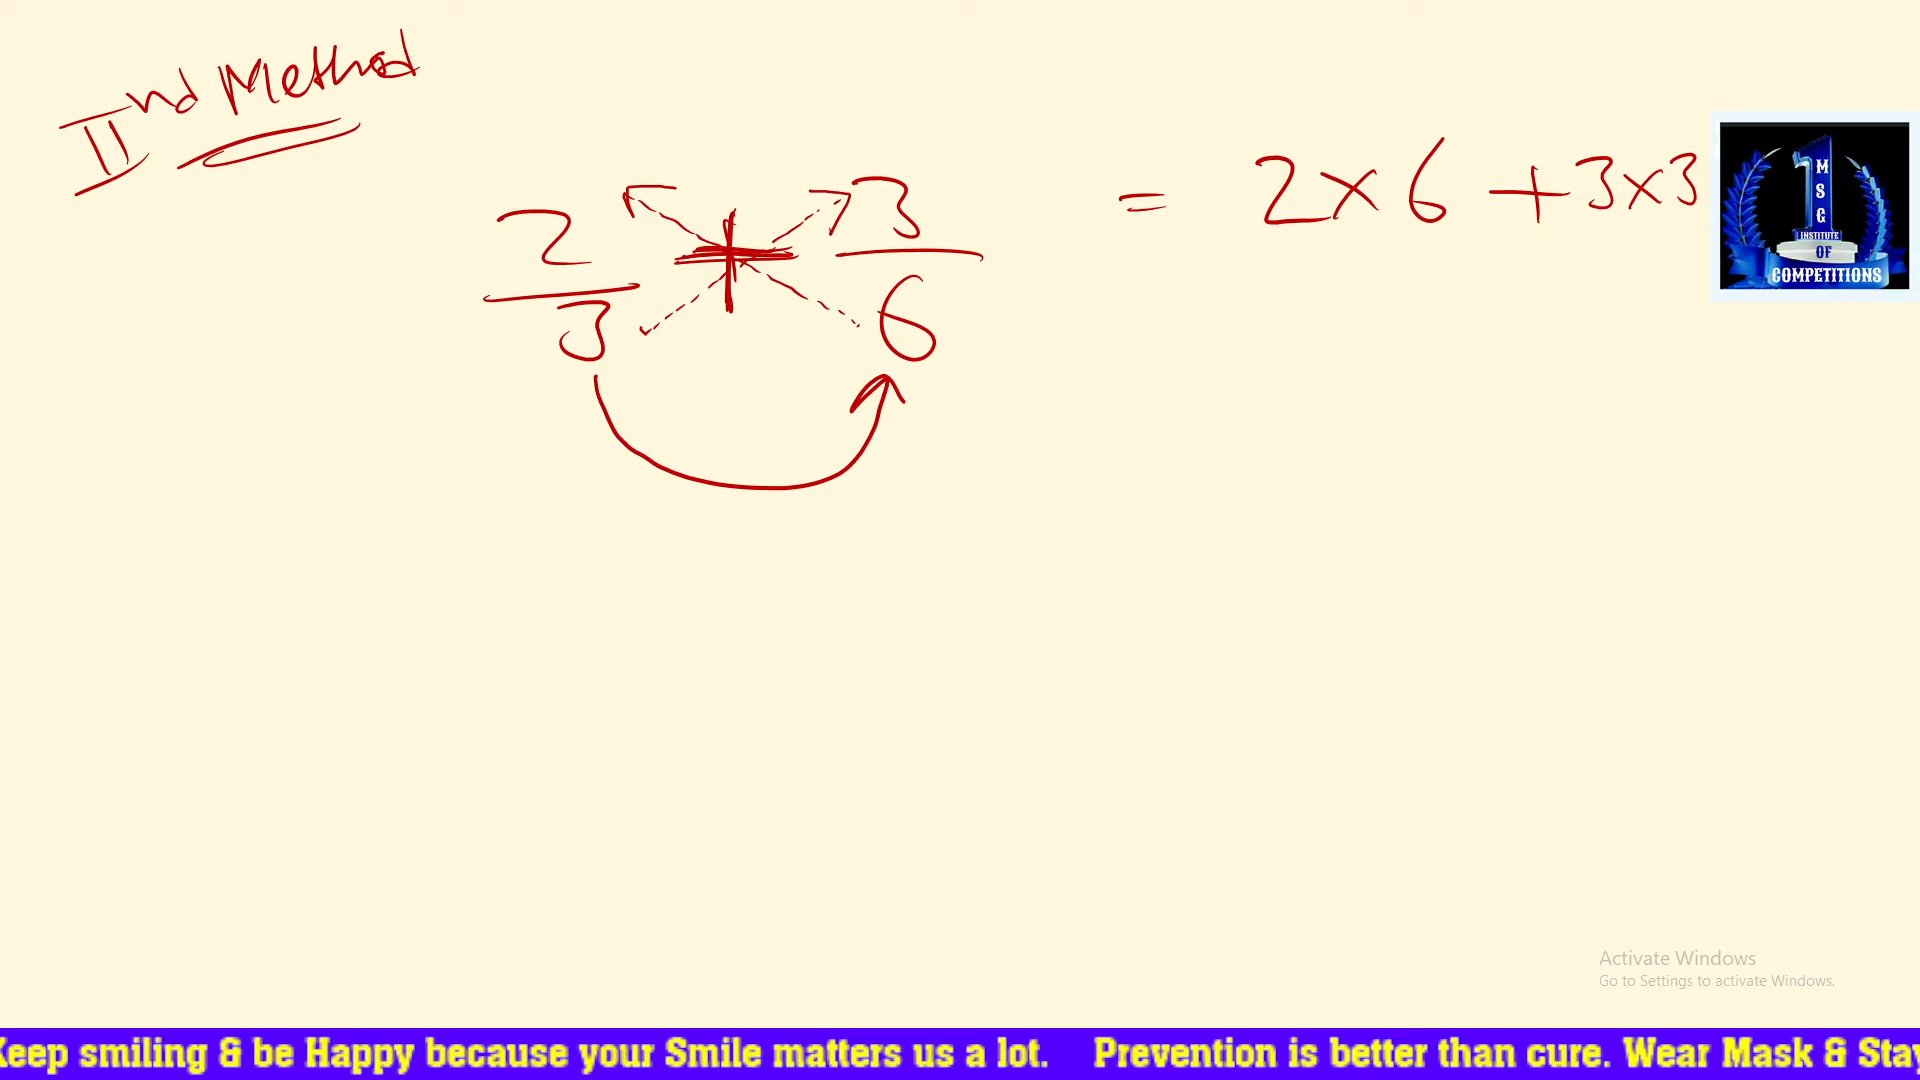 IInd Method
2/3 + 3/6 = 2×6 + 3×3
1 MSG
INSTITUTE
OF
COMPETITIONS
Activate Windows
Go to Settings to activate Windows.
Keep smiling & be Happy because your Smile matters us a lot. Prevention is better than cure. Wear Mask & Stay